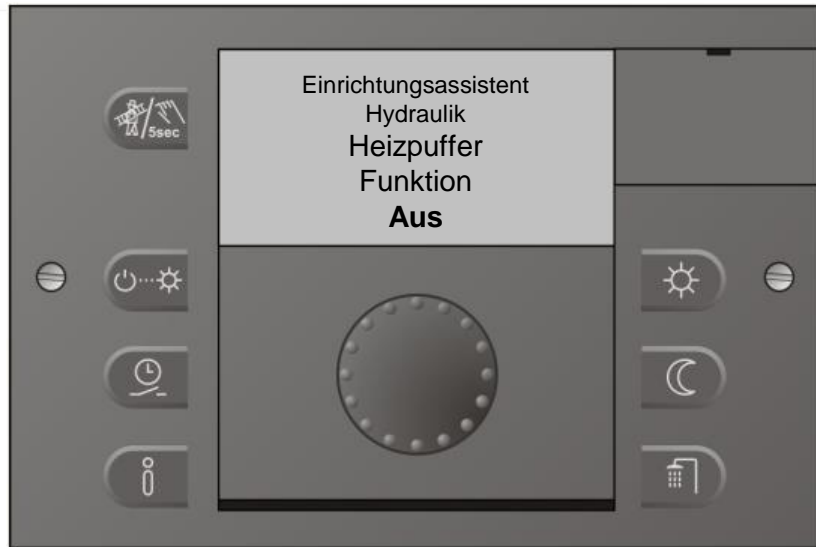 Einrichtungsassistent
Hydraulik
Heizpuffer
Funktion
Aus
5sec